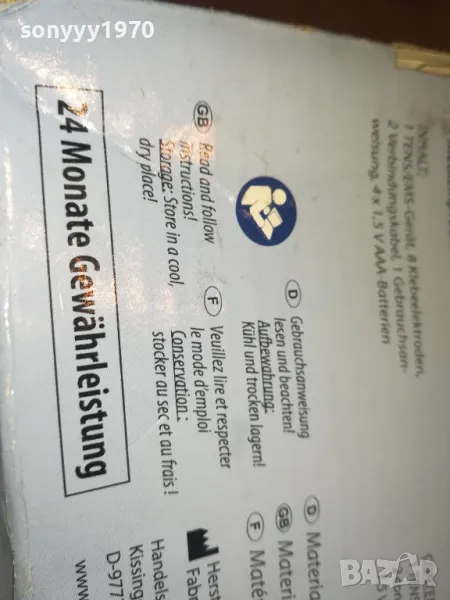 sonyyy1970
INHALT:
1 TENS/EMS-Gerät, 8 Klebeelektroden,
2 Verbindungskabel, 1 Gebrauchsan-
weisung, 4 x 1,5 V AAA Batterien
D Gebrauchsanweisung
lesen und beachten!
Aufbewahrung:
Kühl und trocken lagern!
GB Read and follow
instructions!
Storage: Store in a cool,
dry place!
F Veuillez lire et respecter
le mode d'emploi
Conservation :
stocker au sec et au frais !
24 Monate Gewährleistung
D Materia
GB Materi
F Maté
Herst
Fabr
Handels
Kissing
D-977
www
bazar